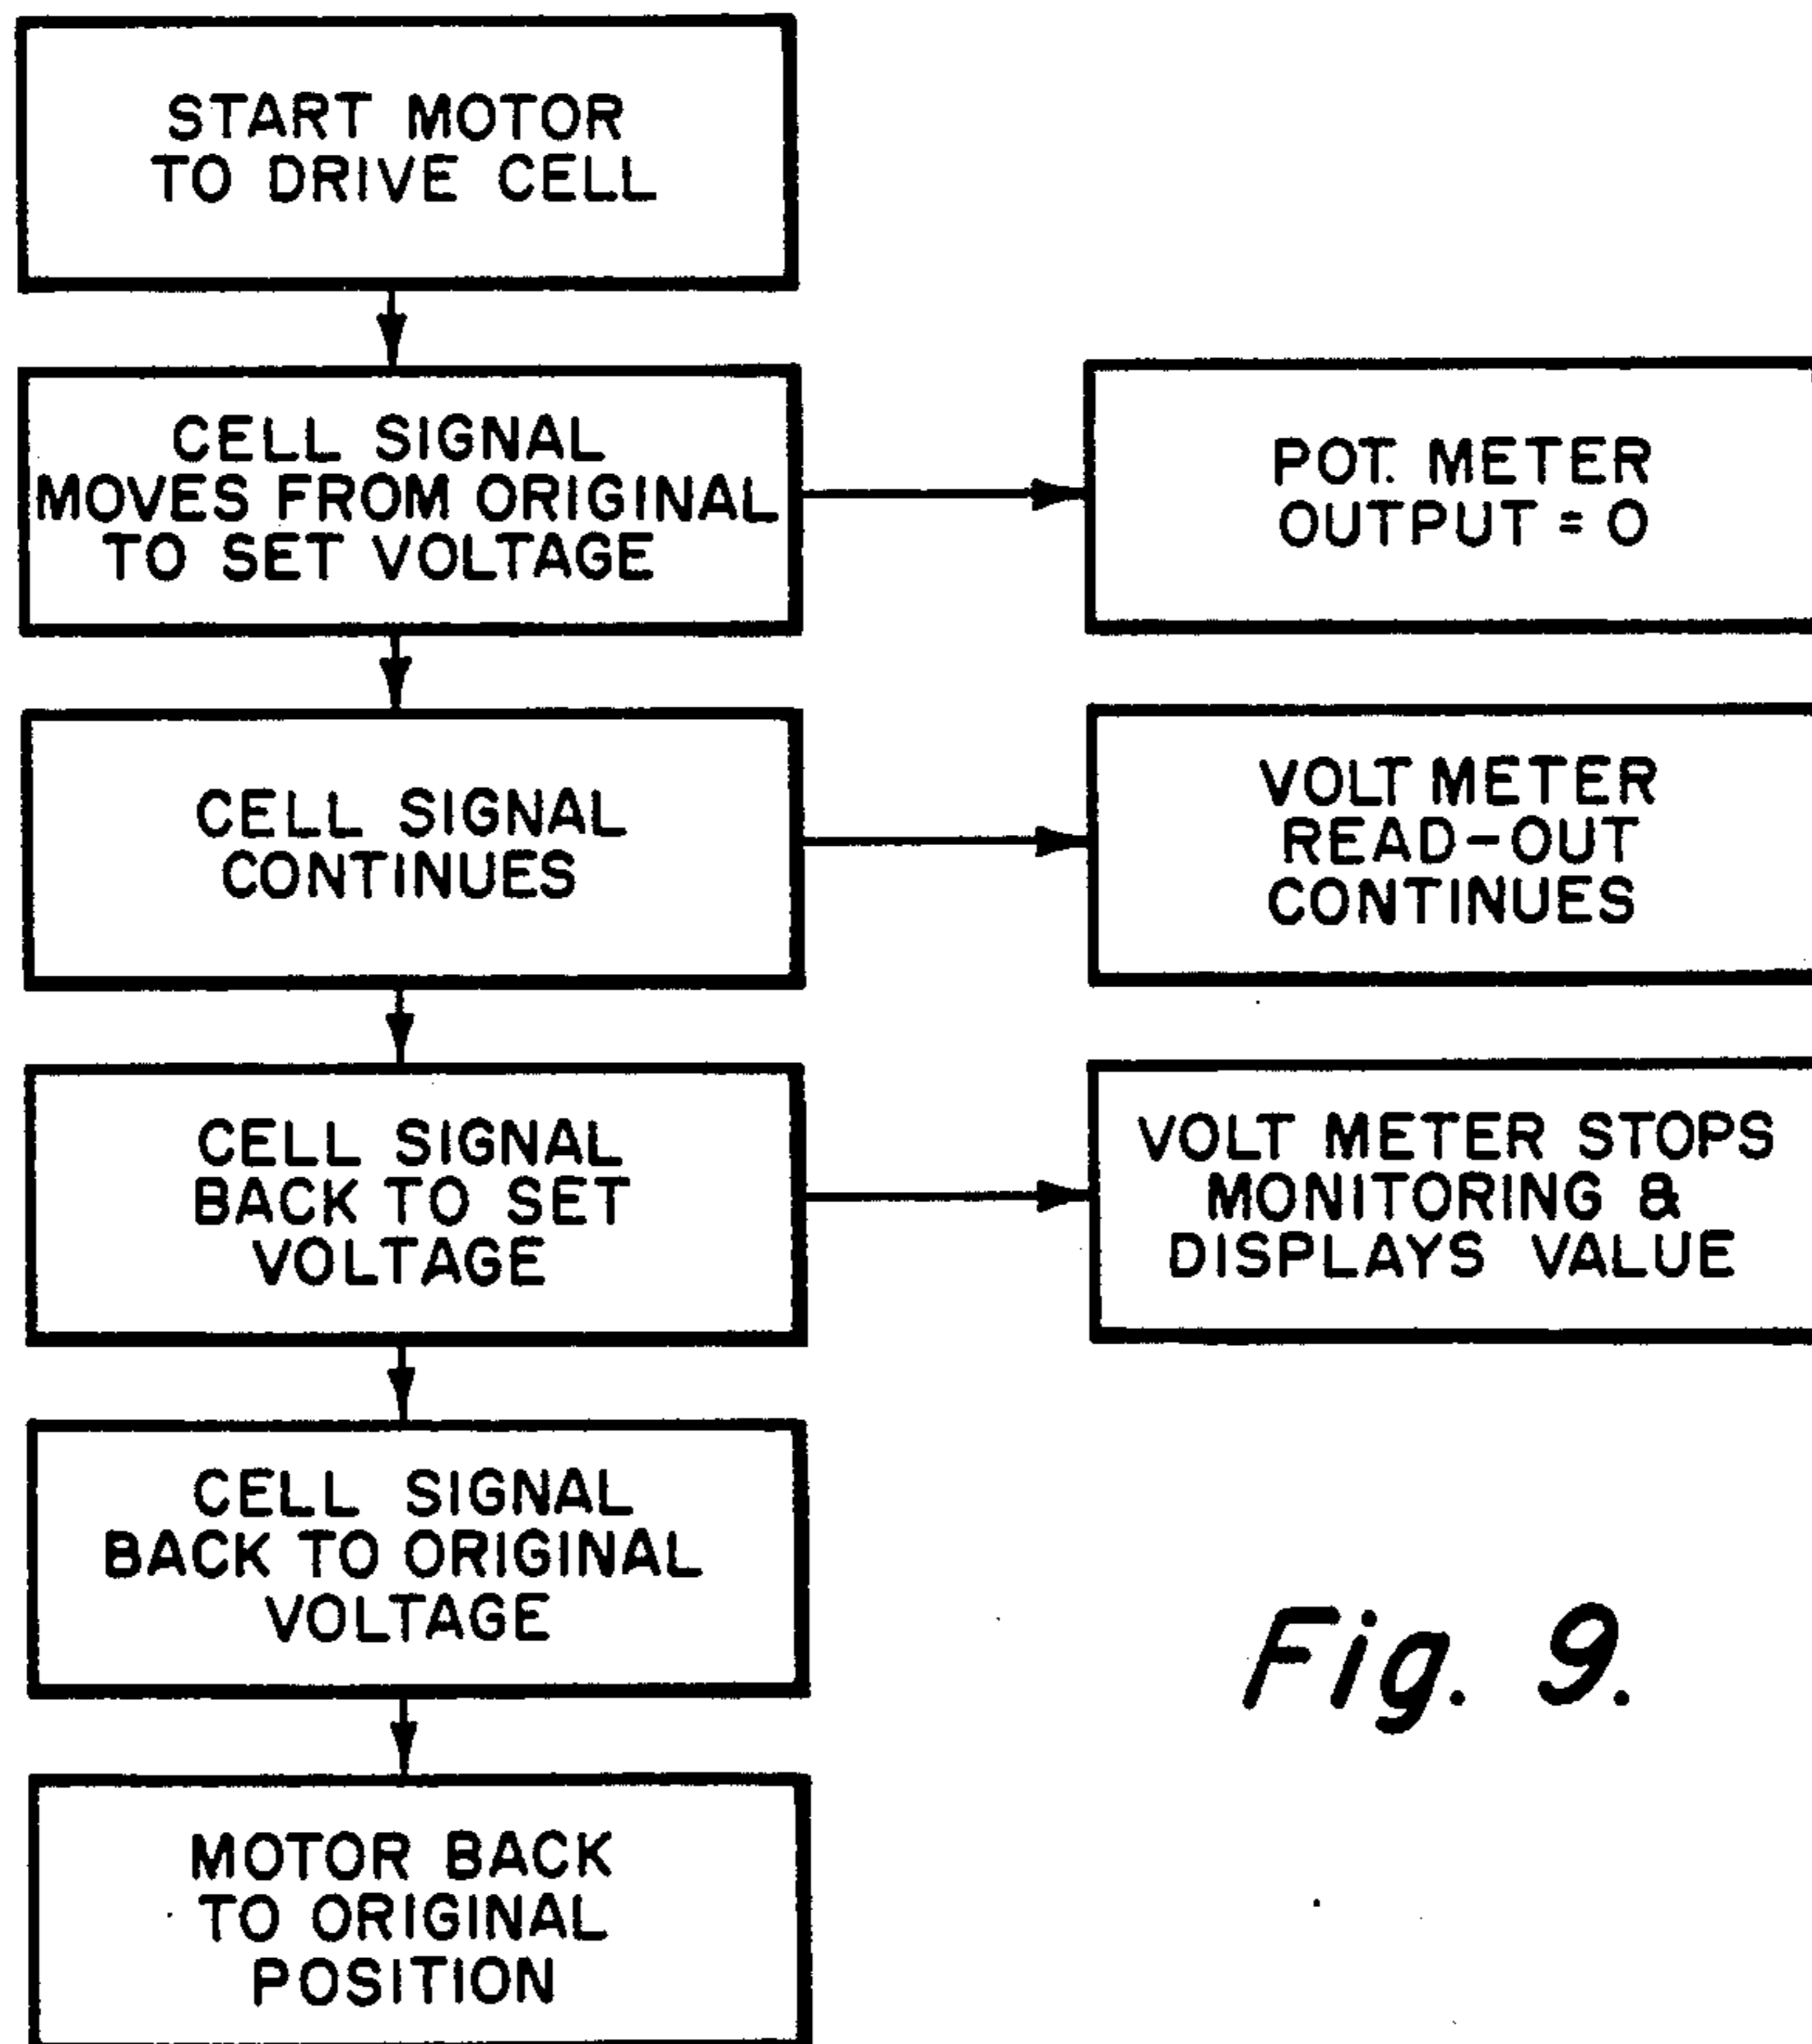 START MOTOR
TO DRIVE CELL
CELL SIGNAL
MOVES FROM ORIGINAL
TO SET VOLTAGE
POT. METER
OUTPUT = 0
CELL SIGNAL
CONTINUES
VOLT METER
READ-OUT
CONTINUES
CELL SIGNAL
BACK TO SET
VOLTAGE
VOLT METER STOPS
MONITORING &
DISPLAYS VALUE
CELL SIGNAL
BACK TO ORIGINAL
VOLTAGE
MOTOR BACK
TO ORIGINAL
POSITION
Fig. 9.